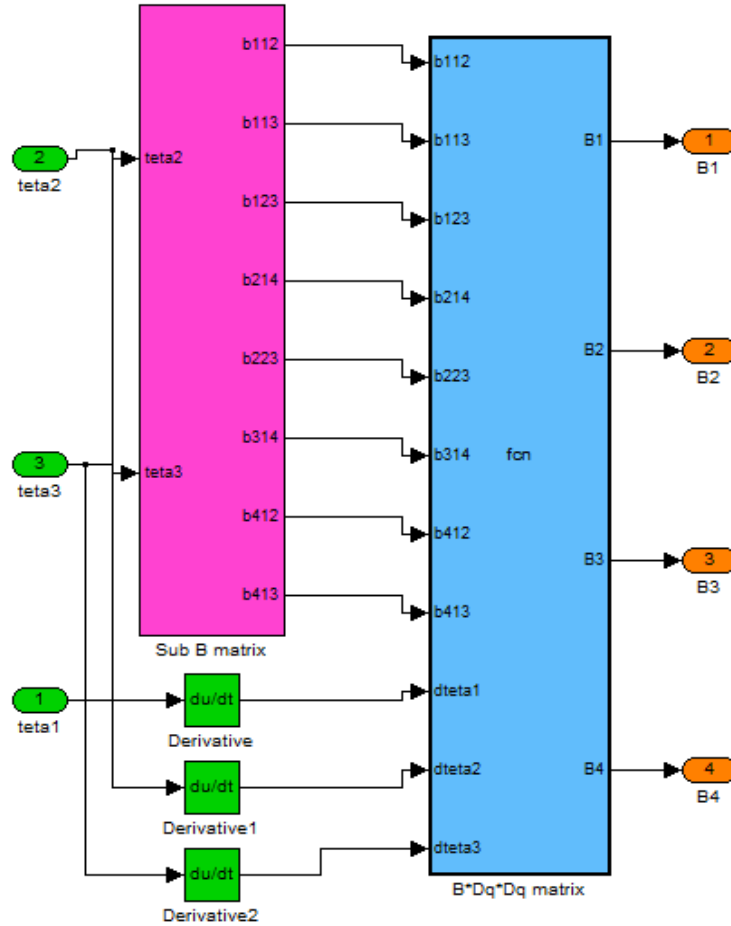 2
teta2
3
teta3
1
teta1
teta2
teta3
b112
b113
b123
b214
b223
b314
b412
b413
Sub B matrix
du/dt
Derivative
du/dt
Derivative1
du/dt
Derivative2
b112
b113
b123
b214
b223
b314
b412
b413
dteta1
dteta2
dteta3
fcn
B1
B2
B3
B4
B*Dq*Dq matrix
1
B1
2
B2
3
B3
4
B4